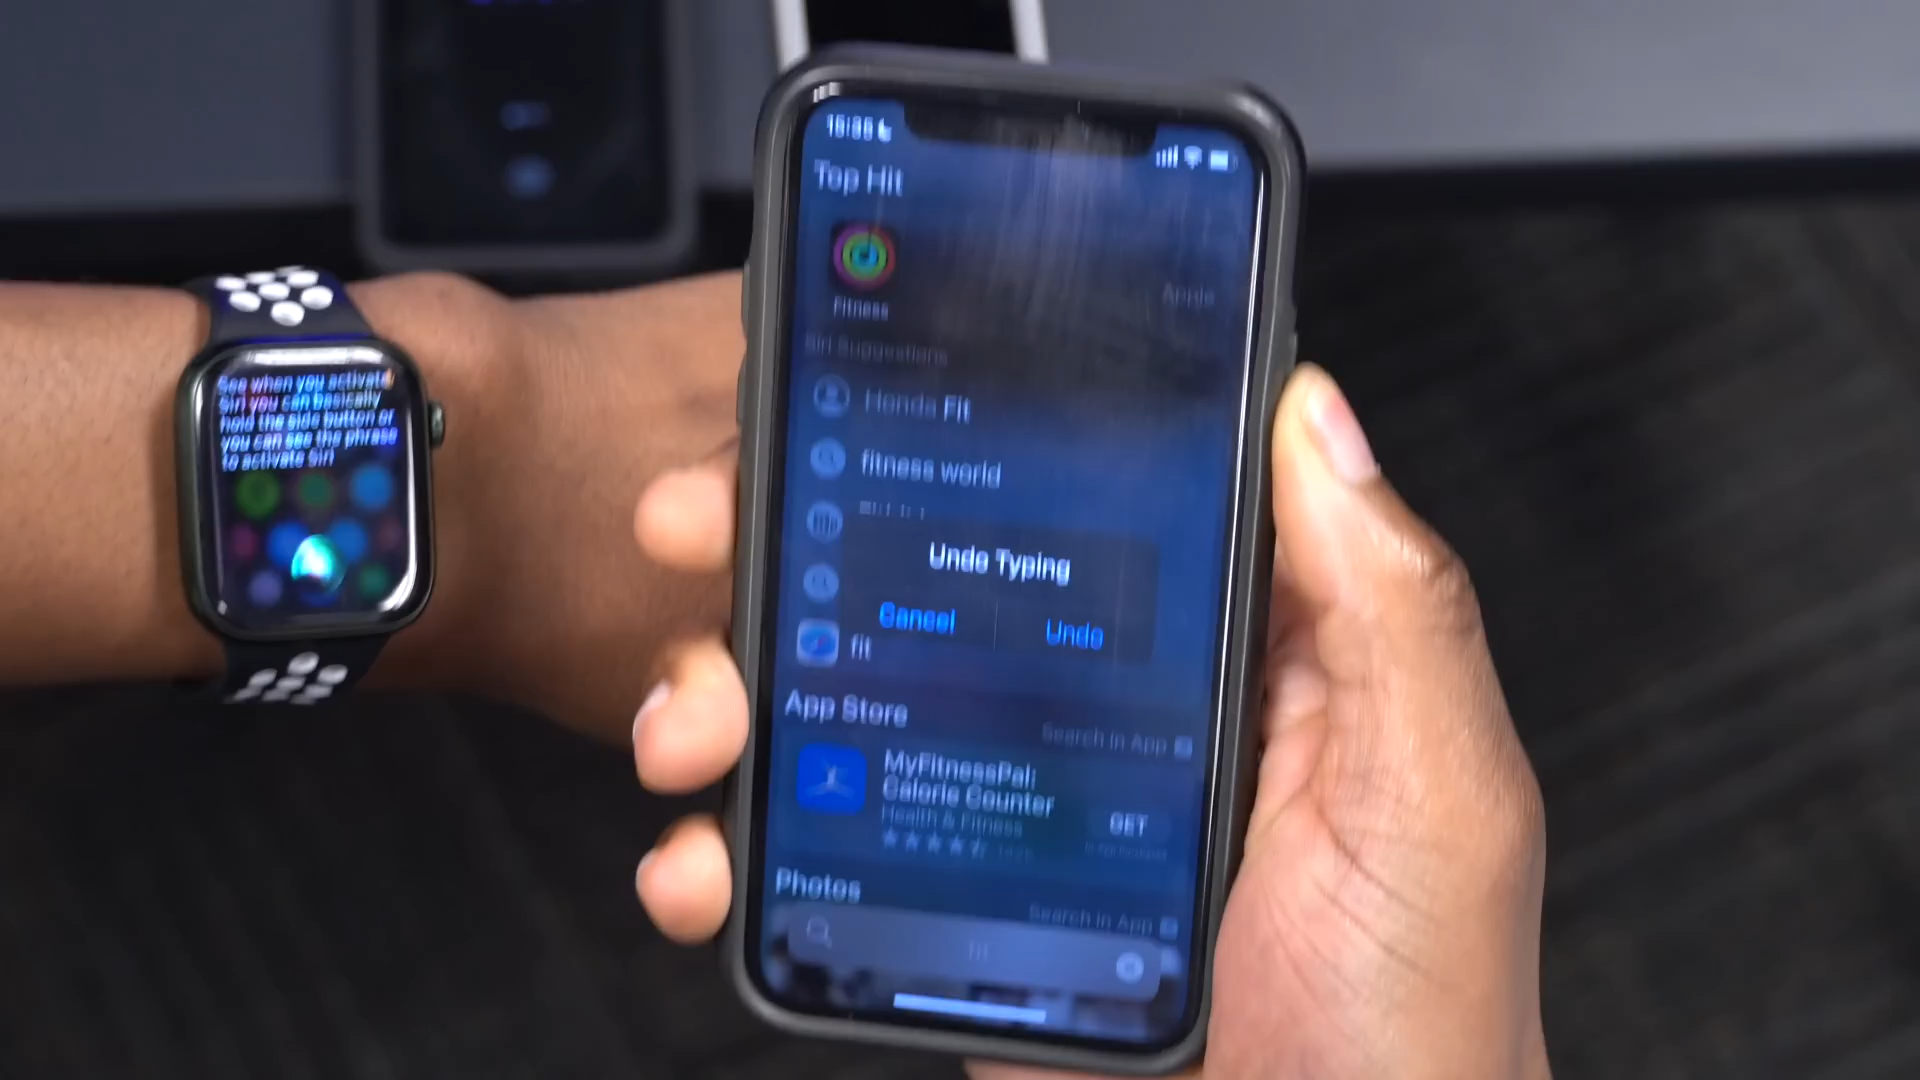 See when you activate
Siri you can basically
hold the side button or
you can see the phrase
to activate Siri
Top Hit
Fitness
Apple
Siri Suggestions
Honda Fit
fitness world
Undo Typing
Cancel
Undo
fit
App Store
Search in App
MyFitnessPal:
Calorie Counter
Health & Fitness
GET
Photos
Search in App
fit